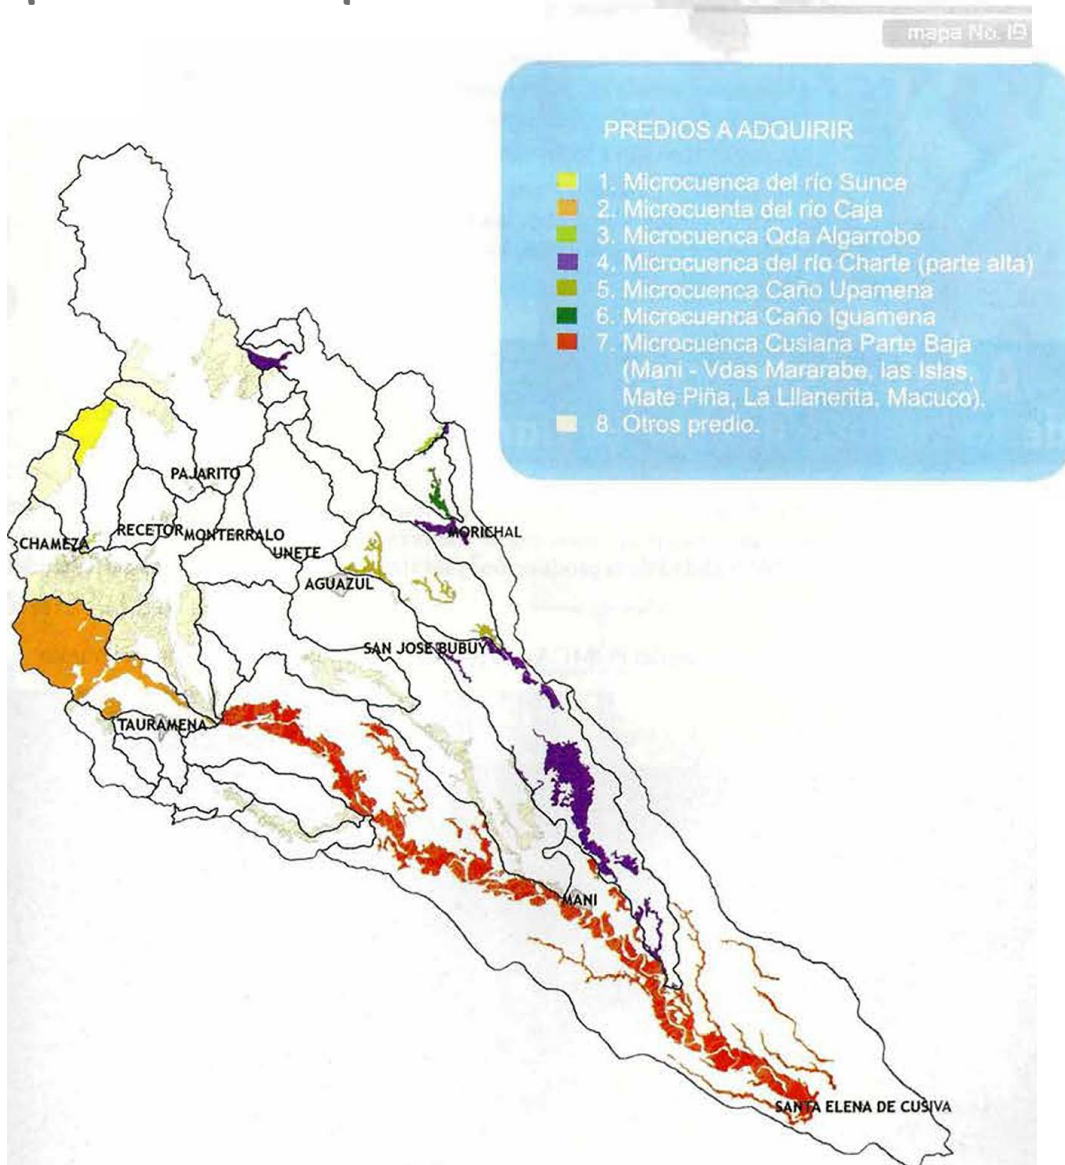 mapa No. 19
PREDIOS A ADQUIRIR
1. Microcuenca del río Sunce
2. Microcuenta del río Caja
3. Microcuenca Qda Algarrobo
4. Microcuenca del río Charte (parte alta)
5. Microcuenca Caño Upamena
6. Microcuenca Caño Iguamena
7. Microcuenca Cusiana Parte Baja
(Mani - Vdas Mararabe, las Islas,
Mate Piña, La Lllanerita, Macuco).
8. Otros predio.
PAJARITO
RECETOR
MONTERRALO
CHAMEZA
UNETE
MORICHAL
AGUAZUL
SAN JOSE BUBUY
TAURAMENA
MANI
SANTA ELENA DE CUSIVA